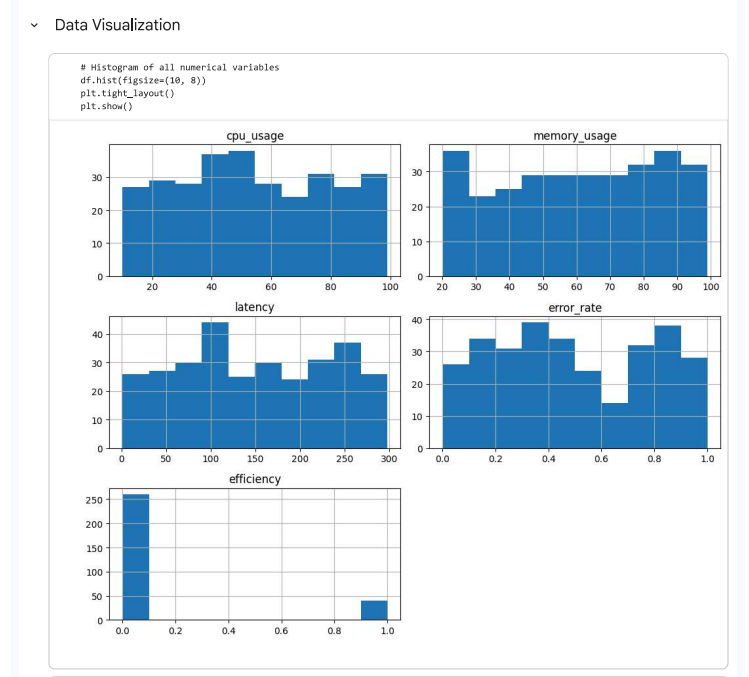 Data Visualization
# Histogram of all numerical variables
df.hist(figsize=(10, 8))
plt.tight_layout()
plt.show()
cpu_usage
30
20
10
0
20 40 60 80 100
memory_usage
30
20
10
0
20 30 40 50 60 70 80 90 100
latency
40
30
20
10
0
0 50 100 150 200 250 300
error_rate
40
30
20
10
0
0.0 0.2 0.4 0.6 0.8 1.0
efficiency
250
200
150
100
50
0
0.0 0.2 0.4 0.6 0.8 1.0